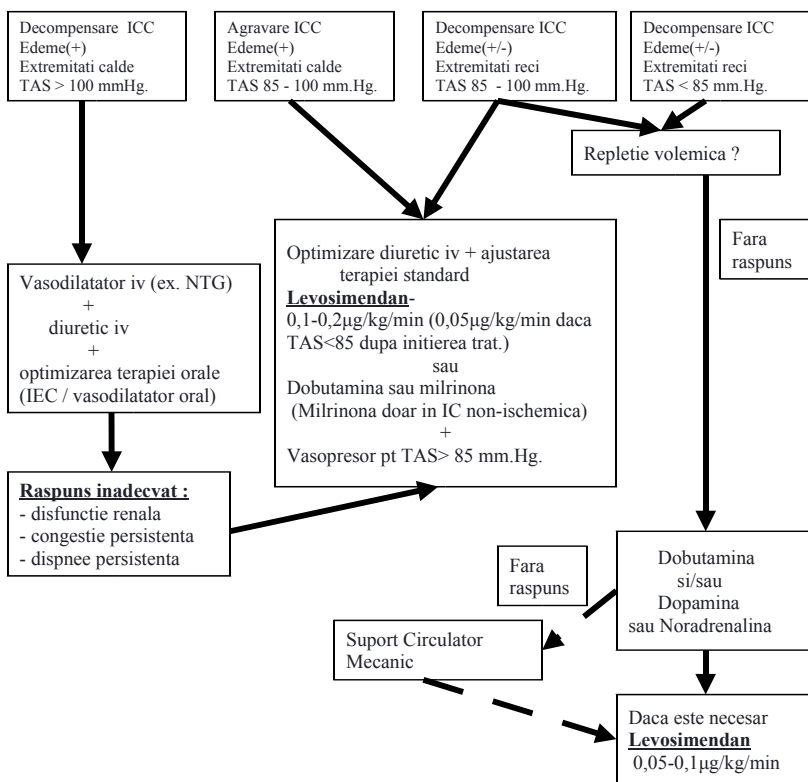 Decompensare ICC
Edeme(+)
Extremitati calde
TAS > 100 mmHg.
Agravare ICC
Edeme(+)
Extremitati calde
TAS 85 - 100 mm.Hg.
Decompensare ICC
Edeme(+/-)
Extremitati reci
TAS 85 - 100 mm.Hg.
Decompensare ICC
Edeme(+/-)
Extremitati reci
TAS < 85 mm.Hg.
Repletie volemica ?
Fara
raspuns
Vasodilatator iv (ex. NTG)
+
diuretic iv
+
optimizarea terapiei orale
(IEC / vasodilatator oral)
Optimizare diuretic iv + ajustarea
terapiei standard
Levosimendan-
0,1-0,2μg/kg/min (0,05μg/kg/min daca
TAS<85 dupa initierea trat.)
sau
Dobutamina sau milrinona
(Milrinona doar in IC non-ischemica)
+
Vasopresor pt TAS> 85 mm.Hg.
Raspuns inadecvat :
- disfunctie renala
- congestie persistenta
- dispnee persistenta
Fara
raspuns
Dobutamina
si/sau
Dopamina
sau Noradrenalina
Suport Circulator
Mecanic
Daca este necesar
Levosimendan
0,05-0,1μg/kg/min